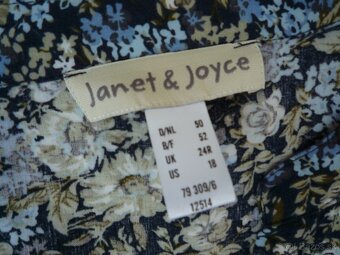 Janet & Joyce
D/NL 50
B/F 52
UK 24R
US 18
79 309/6
12514